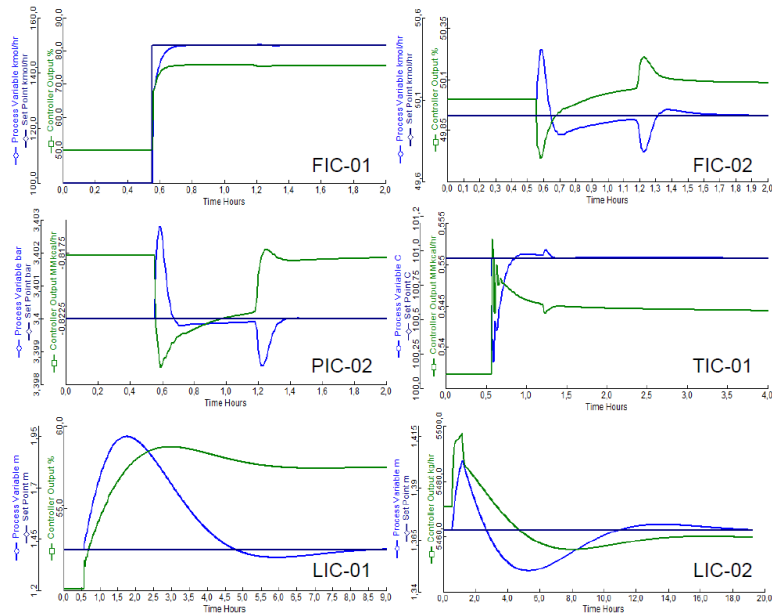 Process Variable kmol/hr
Set Point kmol/hr
160,0
140,0
120,0
100,0
Controller Output %
90,0
80,0
70,0
60,0
50,0
FIC-01
0,0 0,2 0,4 0,6 0,8 1,0 1,2 1,4 1,6 1,8 2,0
Time Hours
Process Variable kmol/hr
Set Point kmol/hr
50,6
50,1
49,6
Controller Output %
50,35
50,1
49,85
FIC-02
0,0 0,1 0,2 0,3 0,4 0,5 0,6 0,7 0,8 0,9 1,0 1,1 1,2 1,3 1,4 1,5 1,6 1,7 1,8 1,9 2,0
Time Hours
Process Variable bar
Set Point bar
3,403
3,402
3,401
3,4
3,399
3,398
Controller Output MMkcal/hr
-0,8175
-0,8225
PIC-02
0,0 0,2 0,4 0,6 0,8 1,0 1,2 1,4 1,6 1,8 2,0
Time Hours
Process Variable C
Set Point C
101,2
101,0
100,75
100,5
100,25
100,0
Controller Output MMkcal/hr
0,555
0,55
0,545
0,54
TIC-01
0,0 0,5 1,0 1,5 2,0 2,5 3,0 3,5 4,0
Time Hours
Process Variable m
Set Point m
1,95
1,7
1,45
1,2
Controller Output %
60,0
55,0
LIC-01
0,0 0,5 1,0 1,5 2,0 2,5 3,0 3,5 4,0 4,5 5,0 5,5 6,0 6,5 7,0 7,5 8,0 8,5 9,0
Time Hours
Process Variable m
Set Point m
1,415
1,39
1,365
1,34
Controller Output kg/hr
5500,0
5480,0
5460,0
LIC-02
0,0 2,0 4,0 6,0 8,0 10,0 12,0 14,0 16,0 18,0 20,0
Time Hours